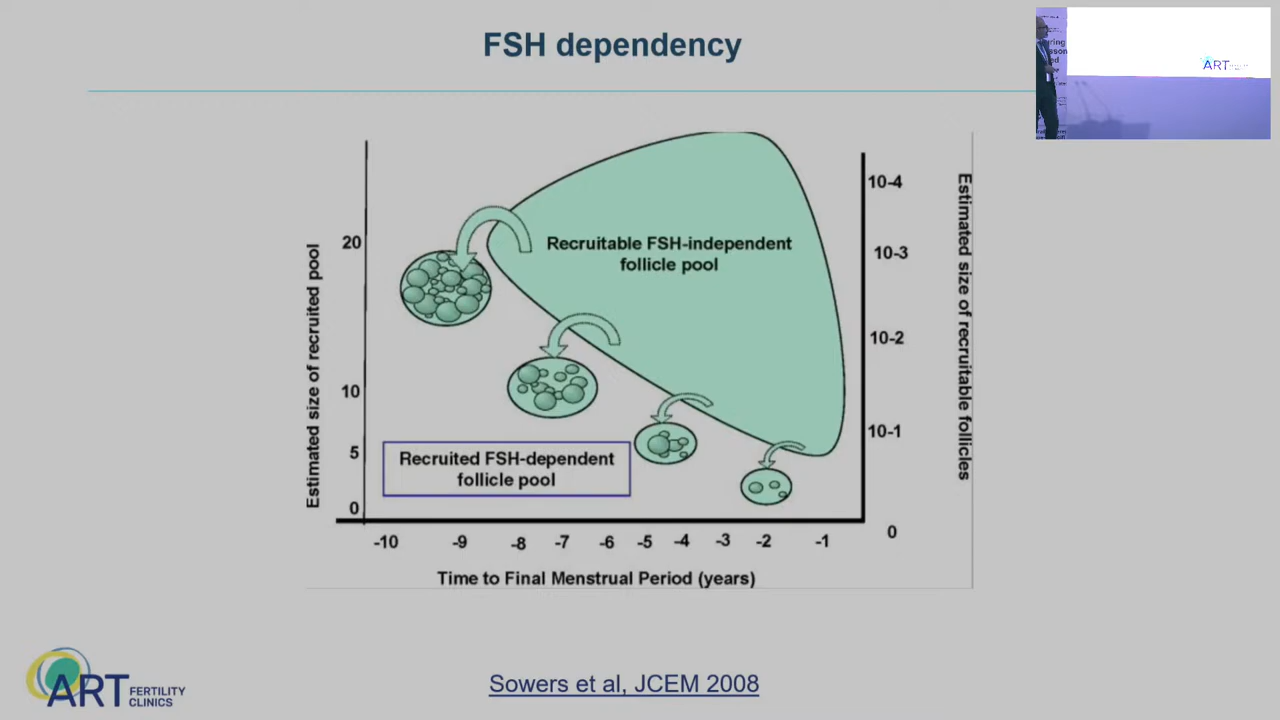 FSH dependency
ART
Estimated size of recruited pool
20
10
5
0
Recruitable FSH-independent
follicle pool
Recruited FSH-dependent
follicle pool
10-4
10-3
10-2
10-1
0
Estimated size of recruitable follicles
-10 -9 -8 -7 -6 -5 -4 -3 -2 -1
Time to Final Menstrual Period (years)
ART FERTILITY
CLINICS
Sowers et al, JCEM 2008